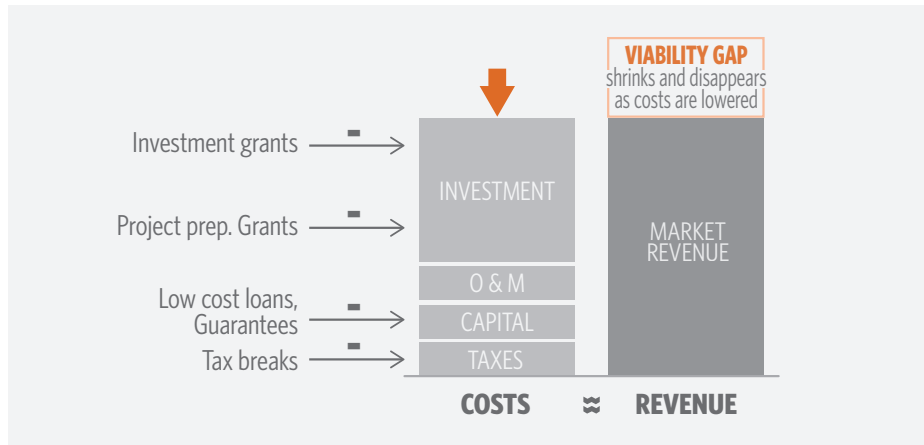 VIABILITY GAP
shrinks and disappears
as costs are lowered
Investment grants
-
INVESTMENT
Project prep. Grants
-
MARKET
REVENUE
O & M
Low cost loans,
Guarantees
-
CAPITAL
Tax breaks
-
TAXES
COSTS ≈ REVENUE